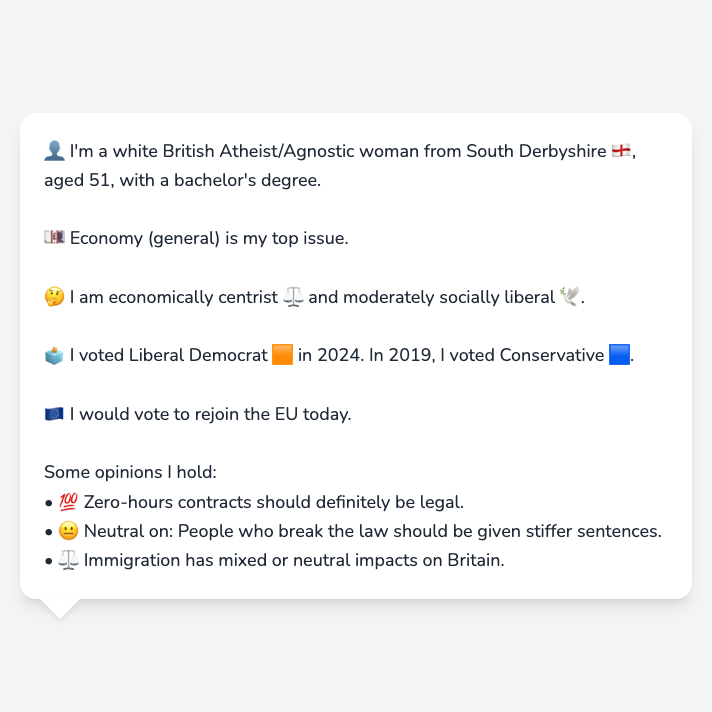 👤 I'm a white British Atheist/Agnostic woman from South Derbyshire 🏴󠁧󠁢󠁥󠁮󠁧󠁿,
aged 51, with a bachelor's degree.
💷 Economy (general) is my top issue.
🤔 I am economically centrist ⚖️ and moderately socially liberal 🕊️.
🗳️ I voted Liberal Democrat 🟧 in 2024. In 2019, I voted Conservative 🟦.
🇪🇺 I would vote to rejoin the EU today.
Some opinions I hold:
• 💯 Zero-hours contracts should definitely be legal.
• 😐 Neutral on: People who break the law should be given stiffer sentences.
• ⚖️ Immigration has mixed or neutral impacts on Britain.